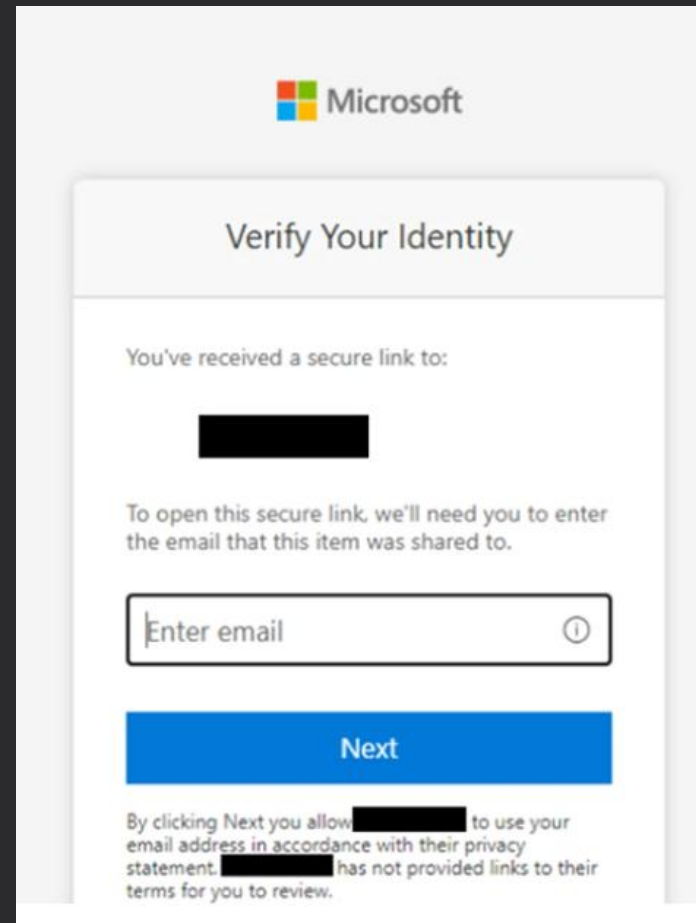 Microsoft
Verify Your Identity
You've received a secure link to:
To open this secure link, we'll need you to enter
the email that this item was shared to.
Enter email
Next
By clicking Next you allow to use your
email address in accordance with their privacy
statement. has not provided links to their
terms for you to review.